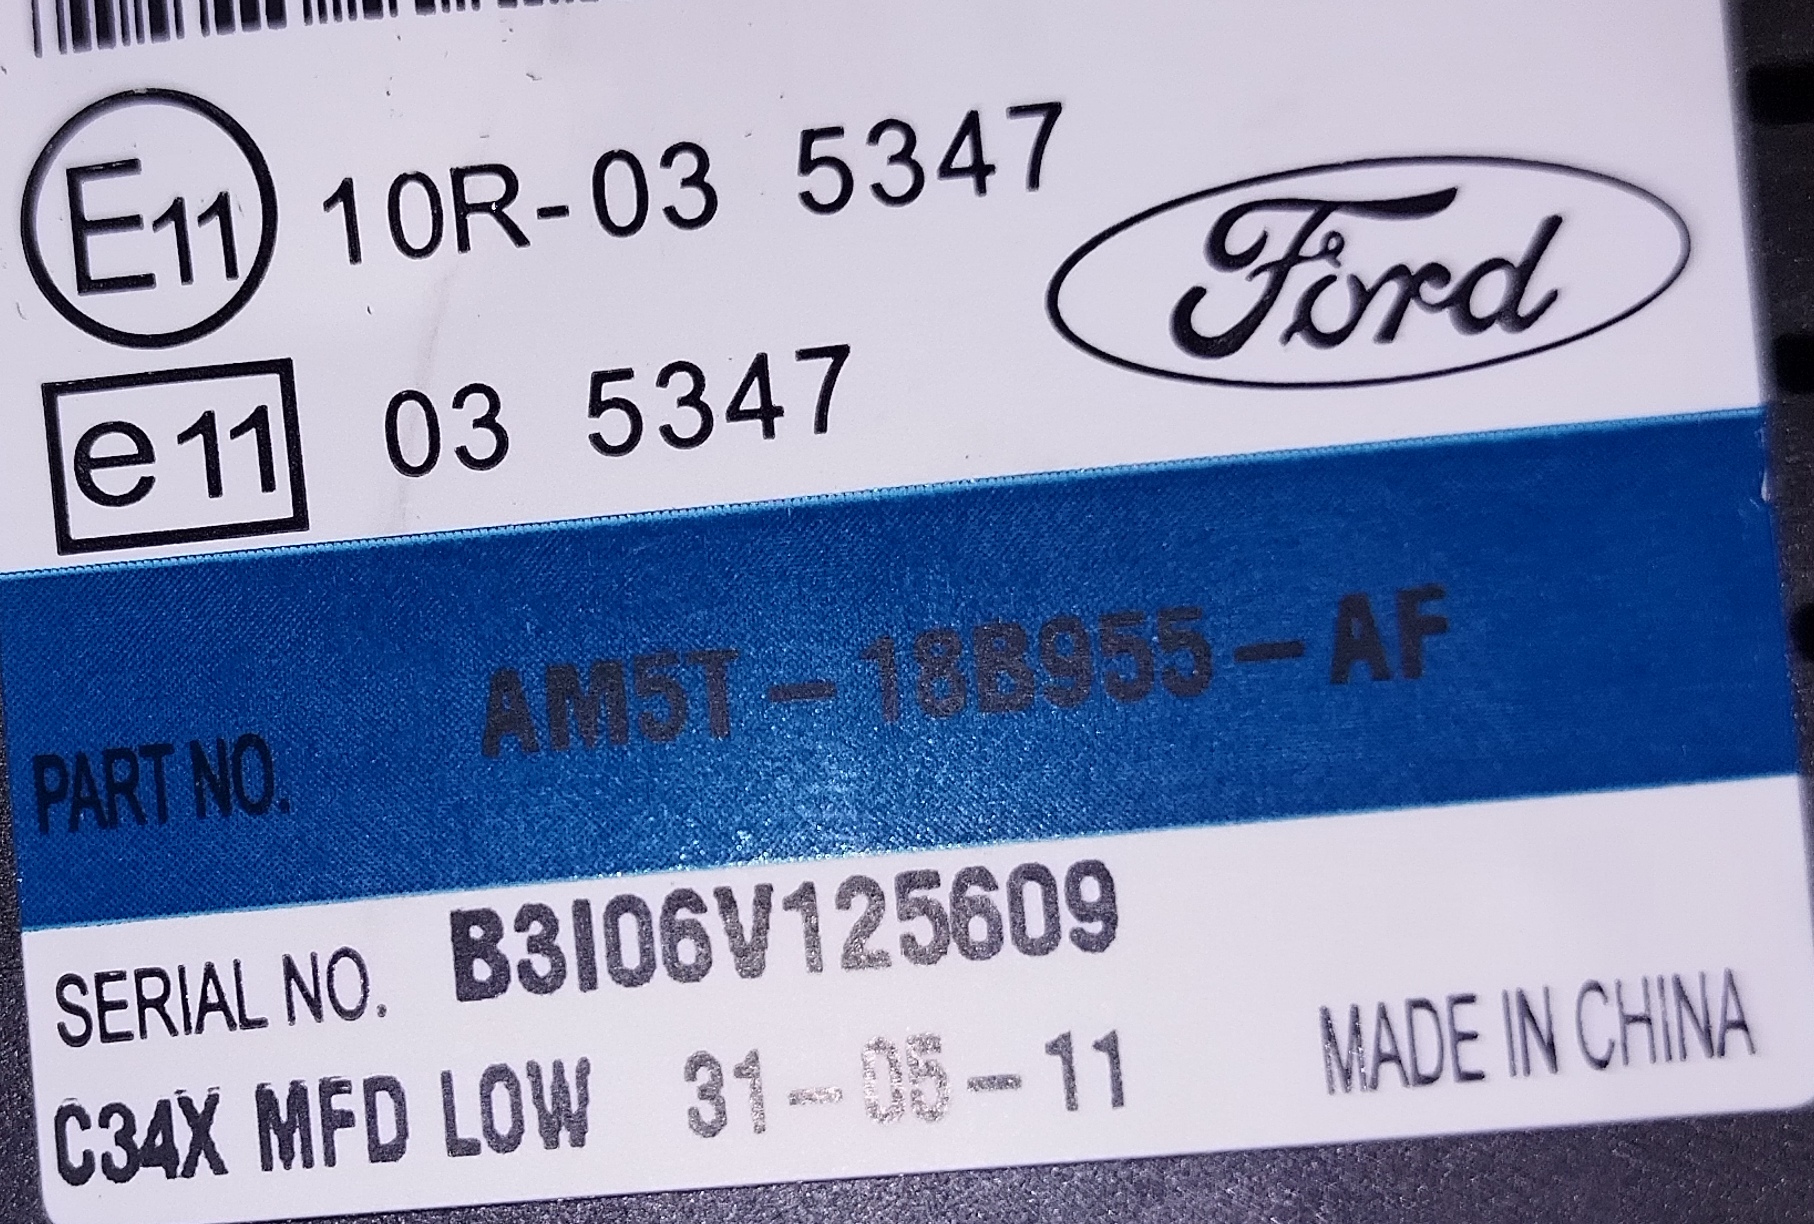 E11 10R-03 5347
Ford
e11 03 5347
PART NO. AM5T-18B955-AF
SERIAL NO. B3I06V125609
C34X MFD LOW 31-05-11 MADE IN CHINA